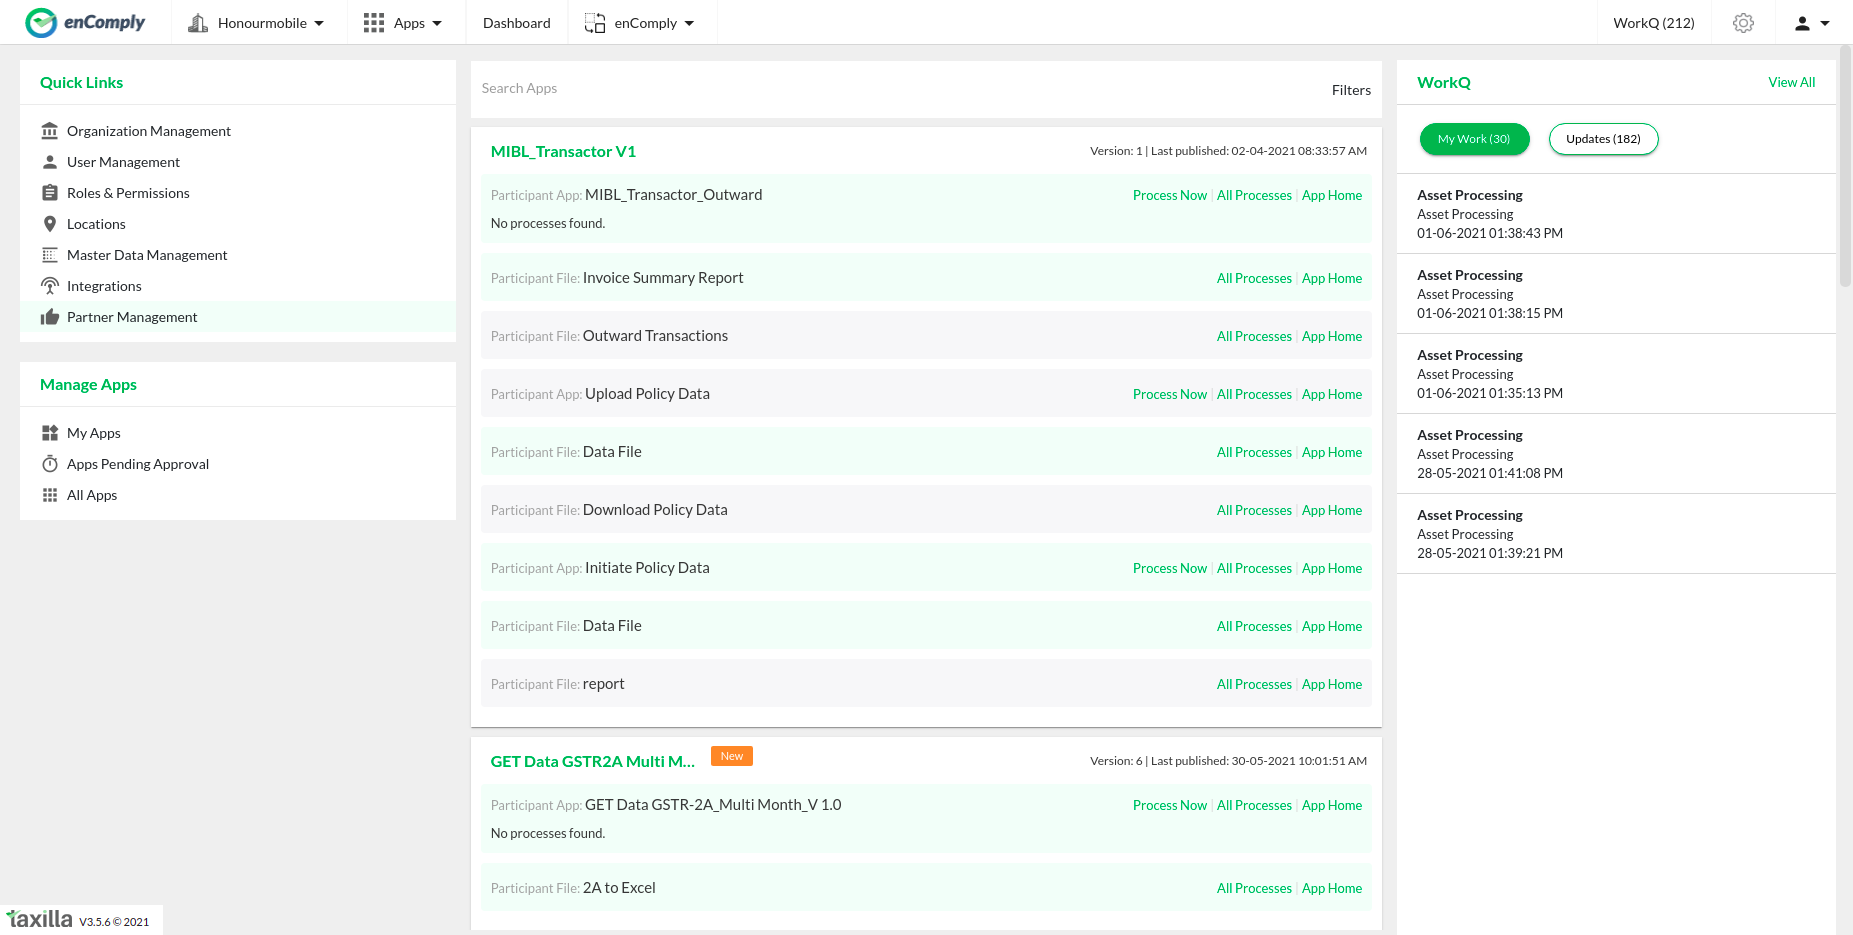 enComply
Honourmobile
Apps
Dashboard
enComply
WorkQ (212)
Quick Links
Organization Management
User Management
Roles & Permissions
Locations
Master Data Management
Integrations
Partner Management
Manage Apps
My Apps
Apps Pending Approval
All Apps
Search Apps
Filters
MIBL_Transactor V1
Version: 1 | Last published: 02-04-2021 08:33:57 AM
Participant App: MIBL_Transactor_Outward
Process Now | All Processes | App Home
No processes found.
Participant File: Invoice Summary Report
All Processes | App Home
Participant File: Outward Transactions
All Processes | App Home
Participant App: Upload Policy Data
Process Now | All Processes | App Home
Participant File: Data File
All Processes | App Home
Participant File: Download Policy Data
All Processes | App Home
Participant App: Initiate Policy Data
Process Now | All Processes | App Home
Participant File: Data File
All Processes | App Home
Participant File: report
All Processes | App Home
GET Data GSTR2A Multi M...
New
Version: 6 | Last published: 30-05-2021 10:01:51 AM
Participant App: GET Data GSTR-2A_Multi Month_V 1.0
Process Now | All Processes | App Home
No processes found.
Participant File: 2A to Excel
All Processes | App Home
WorkQ
View All
My Work (30)
Updates (182)
Asset Processing
Asset Processing
01-06-2021 01:38:43 PM
Asset Processing
Asset Processing
01-06-2021 01:38:15 PM
Asset Processing
Asset Processing
01-06-2021 01:35:13 PM
Asset Processing
Asset Processing
28-05-2021 01:41:08 PM
Asset Processing
Asset Processing
28-05-2021 01:39:21 PM
taxilla V3.5.6 © 2021